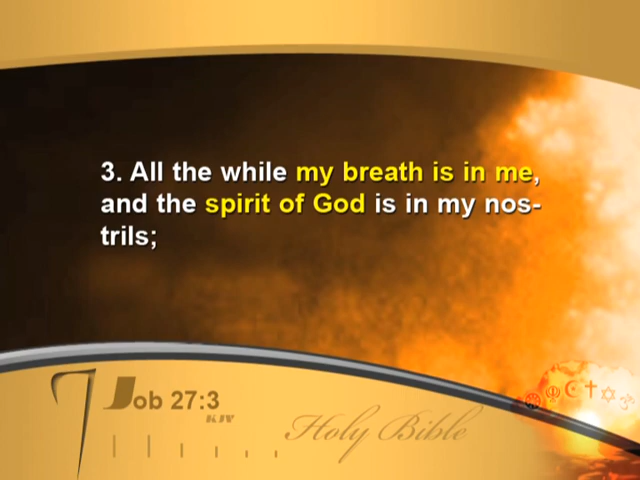 3. All the while my breath is in me,
and the spirit of God is in my nos-
trils;
Job 27:3
KJV
Holy Bible